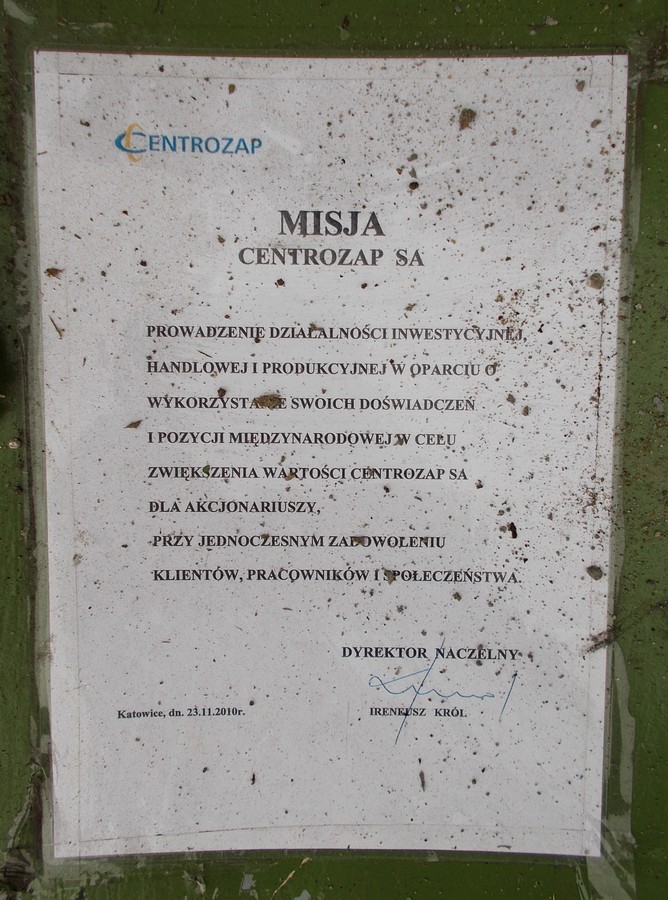 CENTROZAP
MISJA
CENTROZAP SA
PROWADZENIE DZIAŁALNOŚCI INWESTYCYJNEJ,
HANDLOWEJ I PRODUKCYJNEJ W OPARCIU O
WYKORZYSTANIE SWOICH DOŚWIADCZEŃ
I POZYCJI MIĘDZYNARODOWEJ W CELU
ZWIĘKSZENIA WARTOŚCI CENTROZAP SA
DLA AKCJONARIUSZY,
PRZY JEDNOCZESNYM ZADOWOLENIU
KLIENTÓW, PRACOWNIKÓW I SPOŁECZEŃSTWA.
DYREKTOR NACZELNY
Katowice, dn. 23.11.2010r.
IRENEUSZ KRÓL